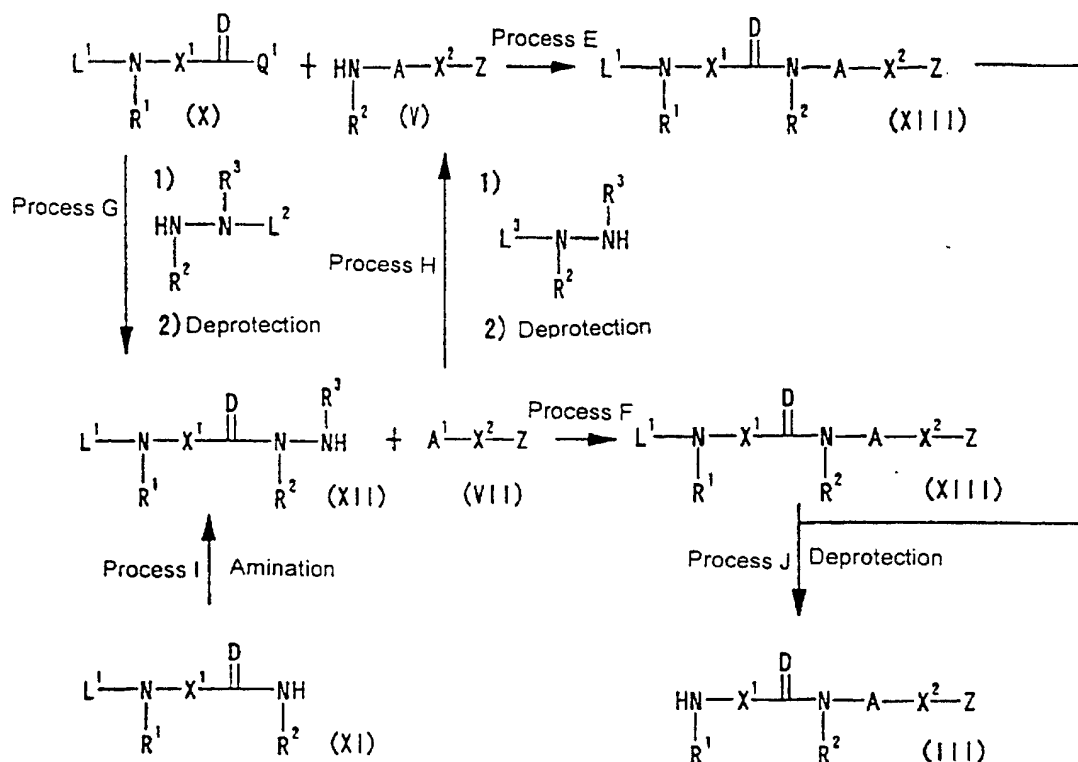 L¹—N—X¹—C(=D)—Q¹ + HN—A—X²—Z Process E L¹—N—X¹—C(=D)—N—A—X²—Z
R¹ (X) R² (V) R¹ R² (XIII)
Process G
1) R³
HN—N—L²
R²
2) Deprotection
Process H
1) R³
L³—N—NH
R²
2) Deprotection
D R³ D
L¹—N—X¹—N—NH + A¹—X²—Z Process F L¹—N—X¹—N—A—X²—Z
R¹ R² (XII) (VII) R¹ R² (XIII)
Process I Amination
Process J Deprotection
D D
L¹—N—X¹—NH HN—X¹—N—A—X²—Z
R¹ R² (XI) R¹ R² (III)